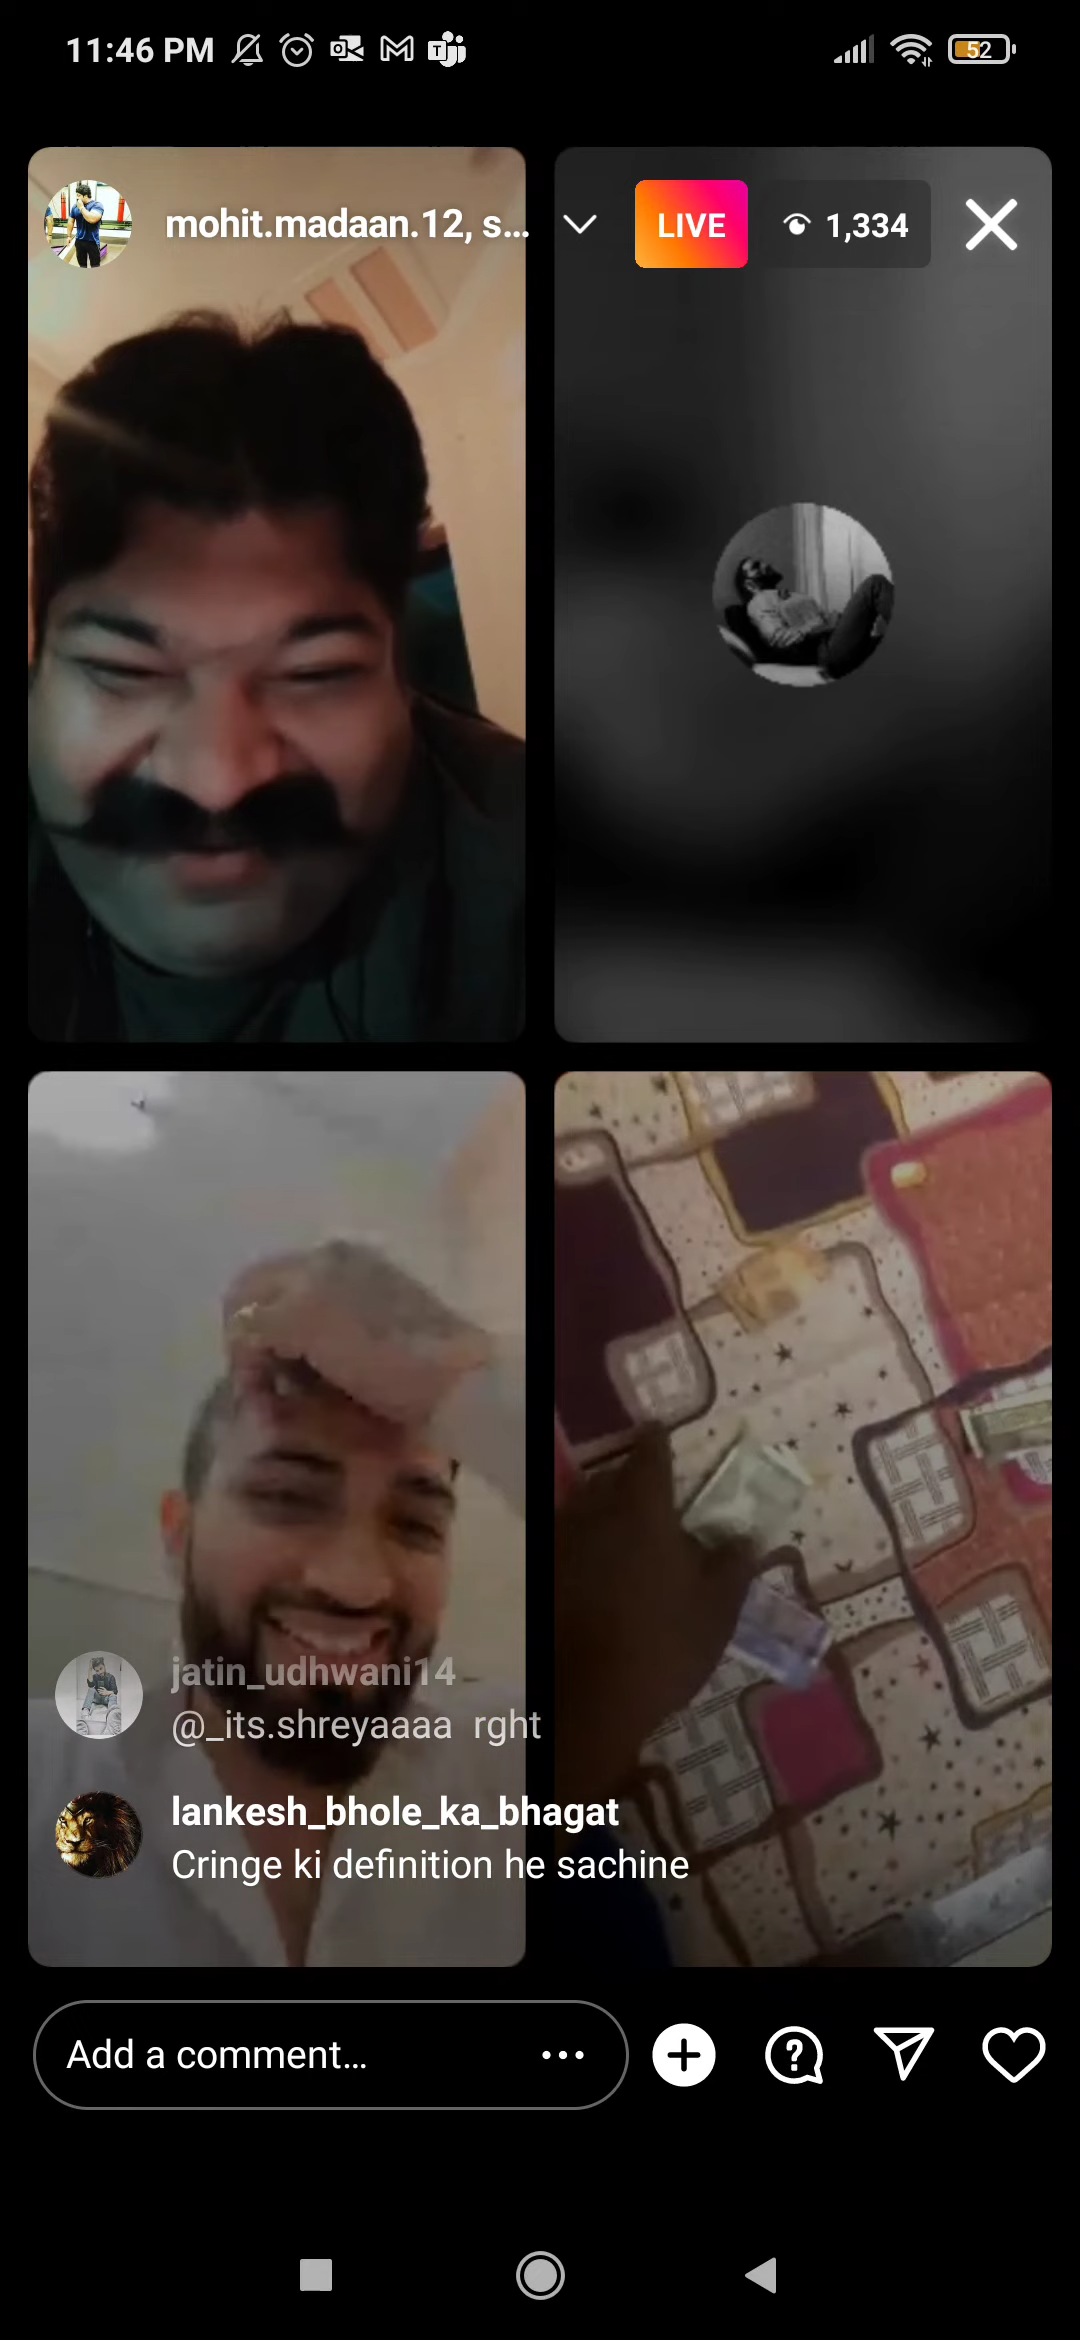 11:46 PM
52
mohit.madaan.12, s...
LIVE
1,334
jatin_udhwani14
@_its.shreyaaaa rght
lankesh_bhole_ka_bhagat
Cringe ki definition he sachine
Add a comment...